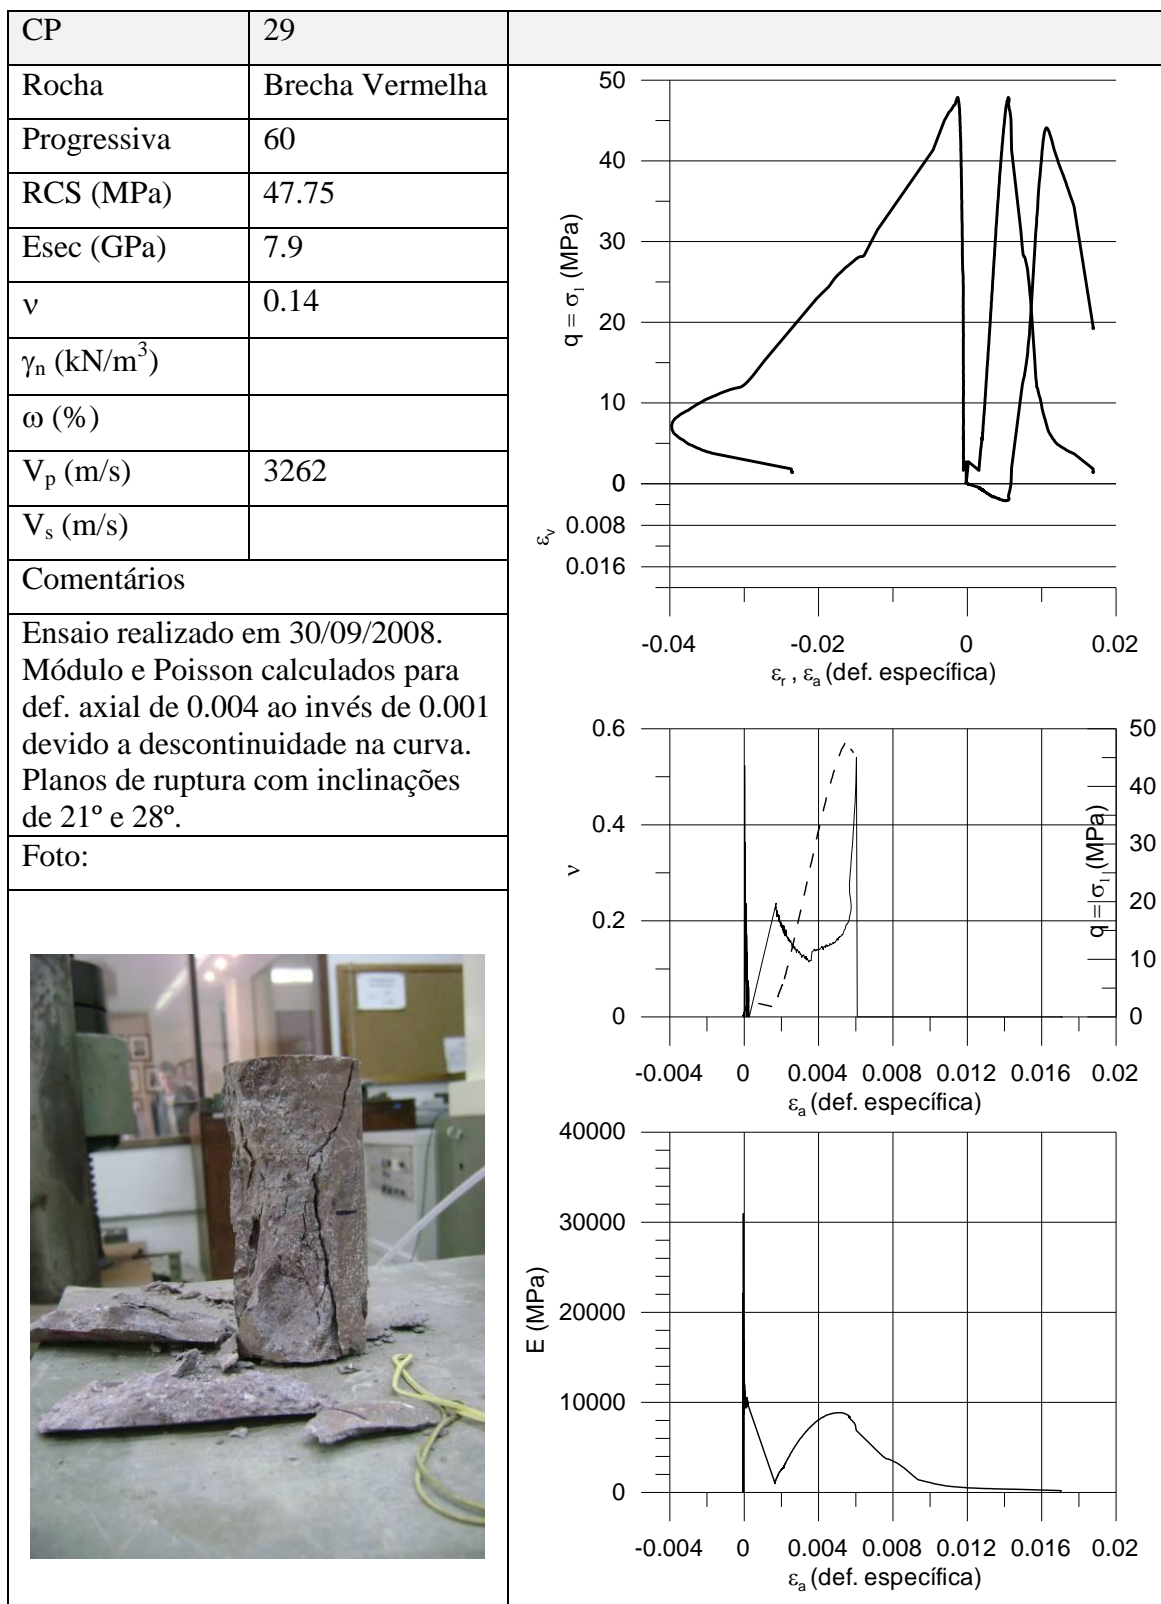 CP 29
Rocha Brecha Vermelha
Progressiva 60
RCS (MPa) 47.75
Esec (GPa) 7.9
ν 0.14
γn (kN/m³)
ω (%)
Vp (m/s) 3262
Vs (m/s)
Comentários
Ensaio realizado em 30/09/2008.
Módulo e Poisson calculados para
def. axial de 0.004 ao invés de 0.001
devido a descontinuidade na curva.
Planos de ruptura com inclinações
de 21º e 28º.
Foto:
50
40
30
20
10
0
0.008
0.016
q = σ1 (MPa)
εv
-0.04 -0.02 0 0.02
εr , εa (def. específica)
0.6
0.4
0.2
0
ν
50
40
30
20
10
0
q = σ1 (MPa)
-0.004 0 0.004 0.008 0.012 0.016 0.02
εa (def. específica)
40000
30000
20000
10000
0
E (MPa)
-0.004 0 0.004 0.008 0.012 0.016 0.02
εa (def. específica)